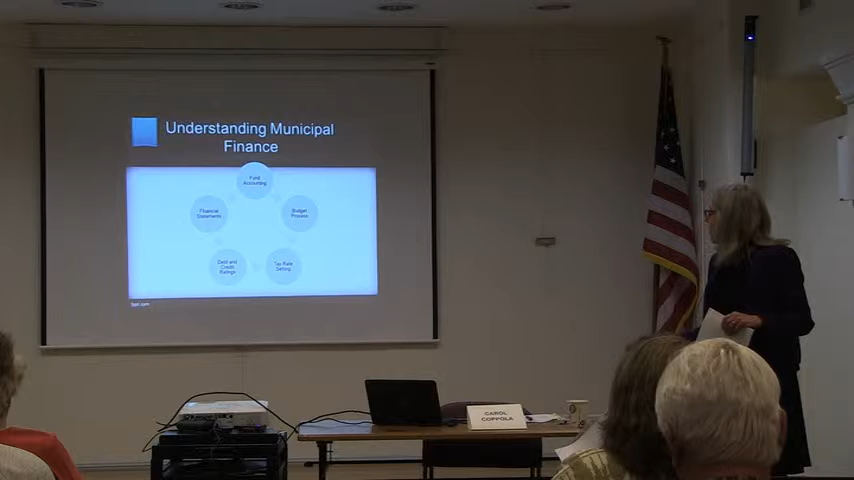 Understanding Municipal
Finance
Fund
Accounting
Financial
Statements
Budget
Process
Debt and
Credit
Ratings
Tax Rate
Setting
CAROL
COPPOLA